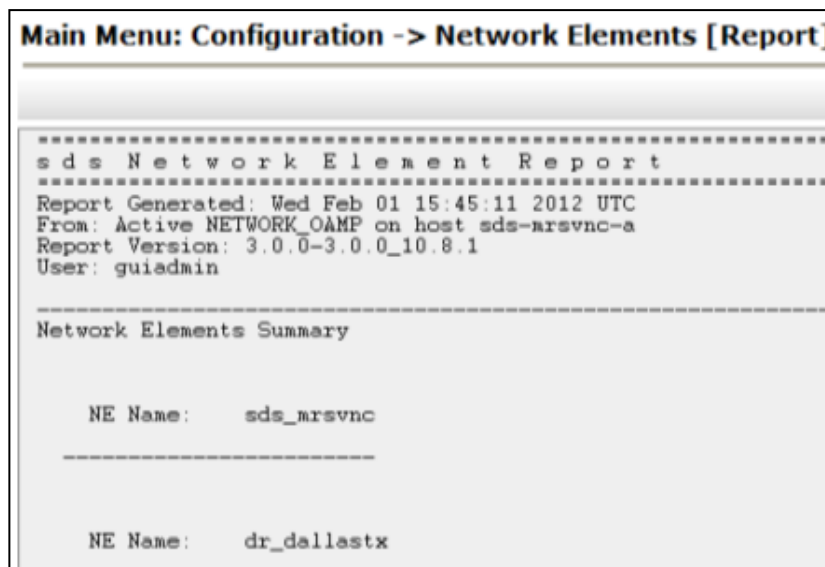 Main Menu: Configuration -> Network Elements [Report]
================================================================
s d s   N e t w o r k   E l e m e n t   R e p o r t
================================================================
Report Generated: Wed Feb 01 15:45:11 2012 UTC
From: Active NETWORK_OAMP on host sds-mrsvnc-a
Report Version: 3.0.0-3.0.0_10.8.1
User: guiadmin
----------------------------------------------------------------
Network Elements Summary
NE Name: sds_mrsvnc
------------------------
NE Name: dr_dallastx